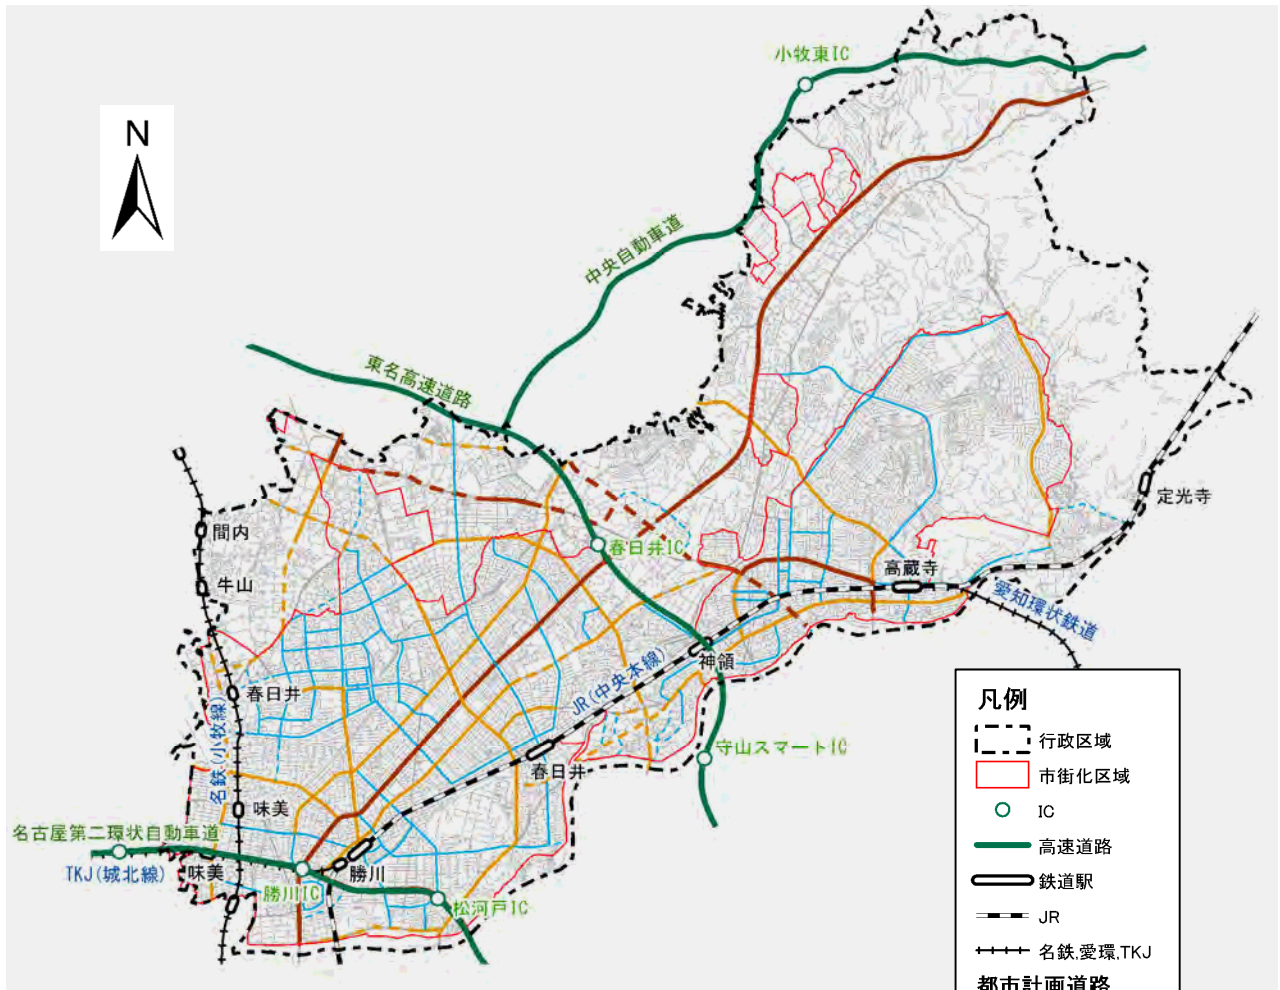 小牧東IC
N
中央自動車道
東名高速道路
定光寺
間内
春日井IC
高蔵寺
牛山
愛知環状鉄道
神領
JR(中央本線)
春日井
名鉄(小牧線)
守山スマートIC
春日井
味美
名古屋第二環状自動車道
TKJ(城北線)
味美
勝川
勝川IC
松河戸IC
凡例
行政区域
市街化区域
IC
高速道路
鉄道駅
JR
名鉄,愛環,TKJ
都市計画道路